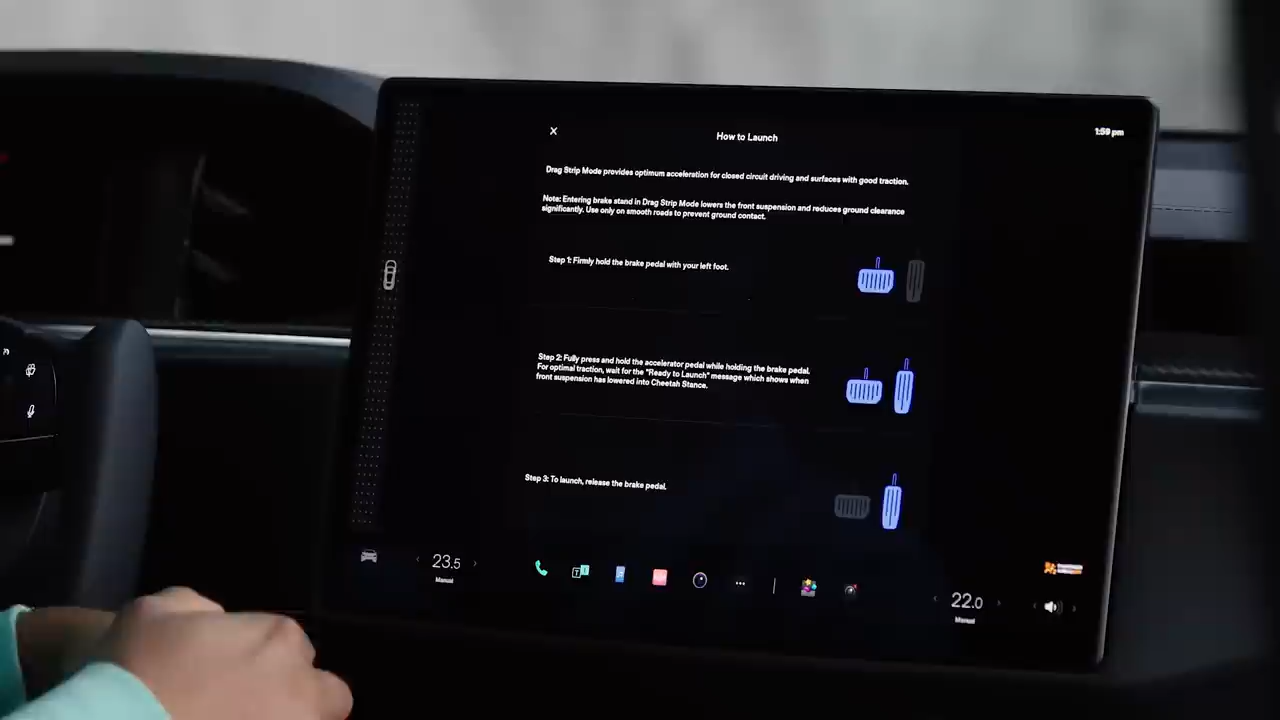 How to Launch
1:59 pm
Drag Strip Mode provides optimum acceleration for closed circuit driving and surfaces with good traction.
Note: Entering brake stand in Drag Strip Mode lowers the front suspension and reduces ground clearance
significantly. Use only on smooth roads to prevent ground contact.
Step 1: Firmly hold the brake pedal with your left foot.
Step 2: Fully press and hold the accelerator pedal while holding the brake pedal.
For optimal traction, wait for the "Ready to Launch" message which shows when
front suspension has lowered into Cheetah Stance.
Step 3: To launch, release the brake pedal.
23.5
Manual
22.0
Manual